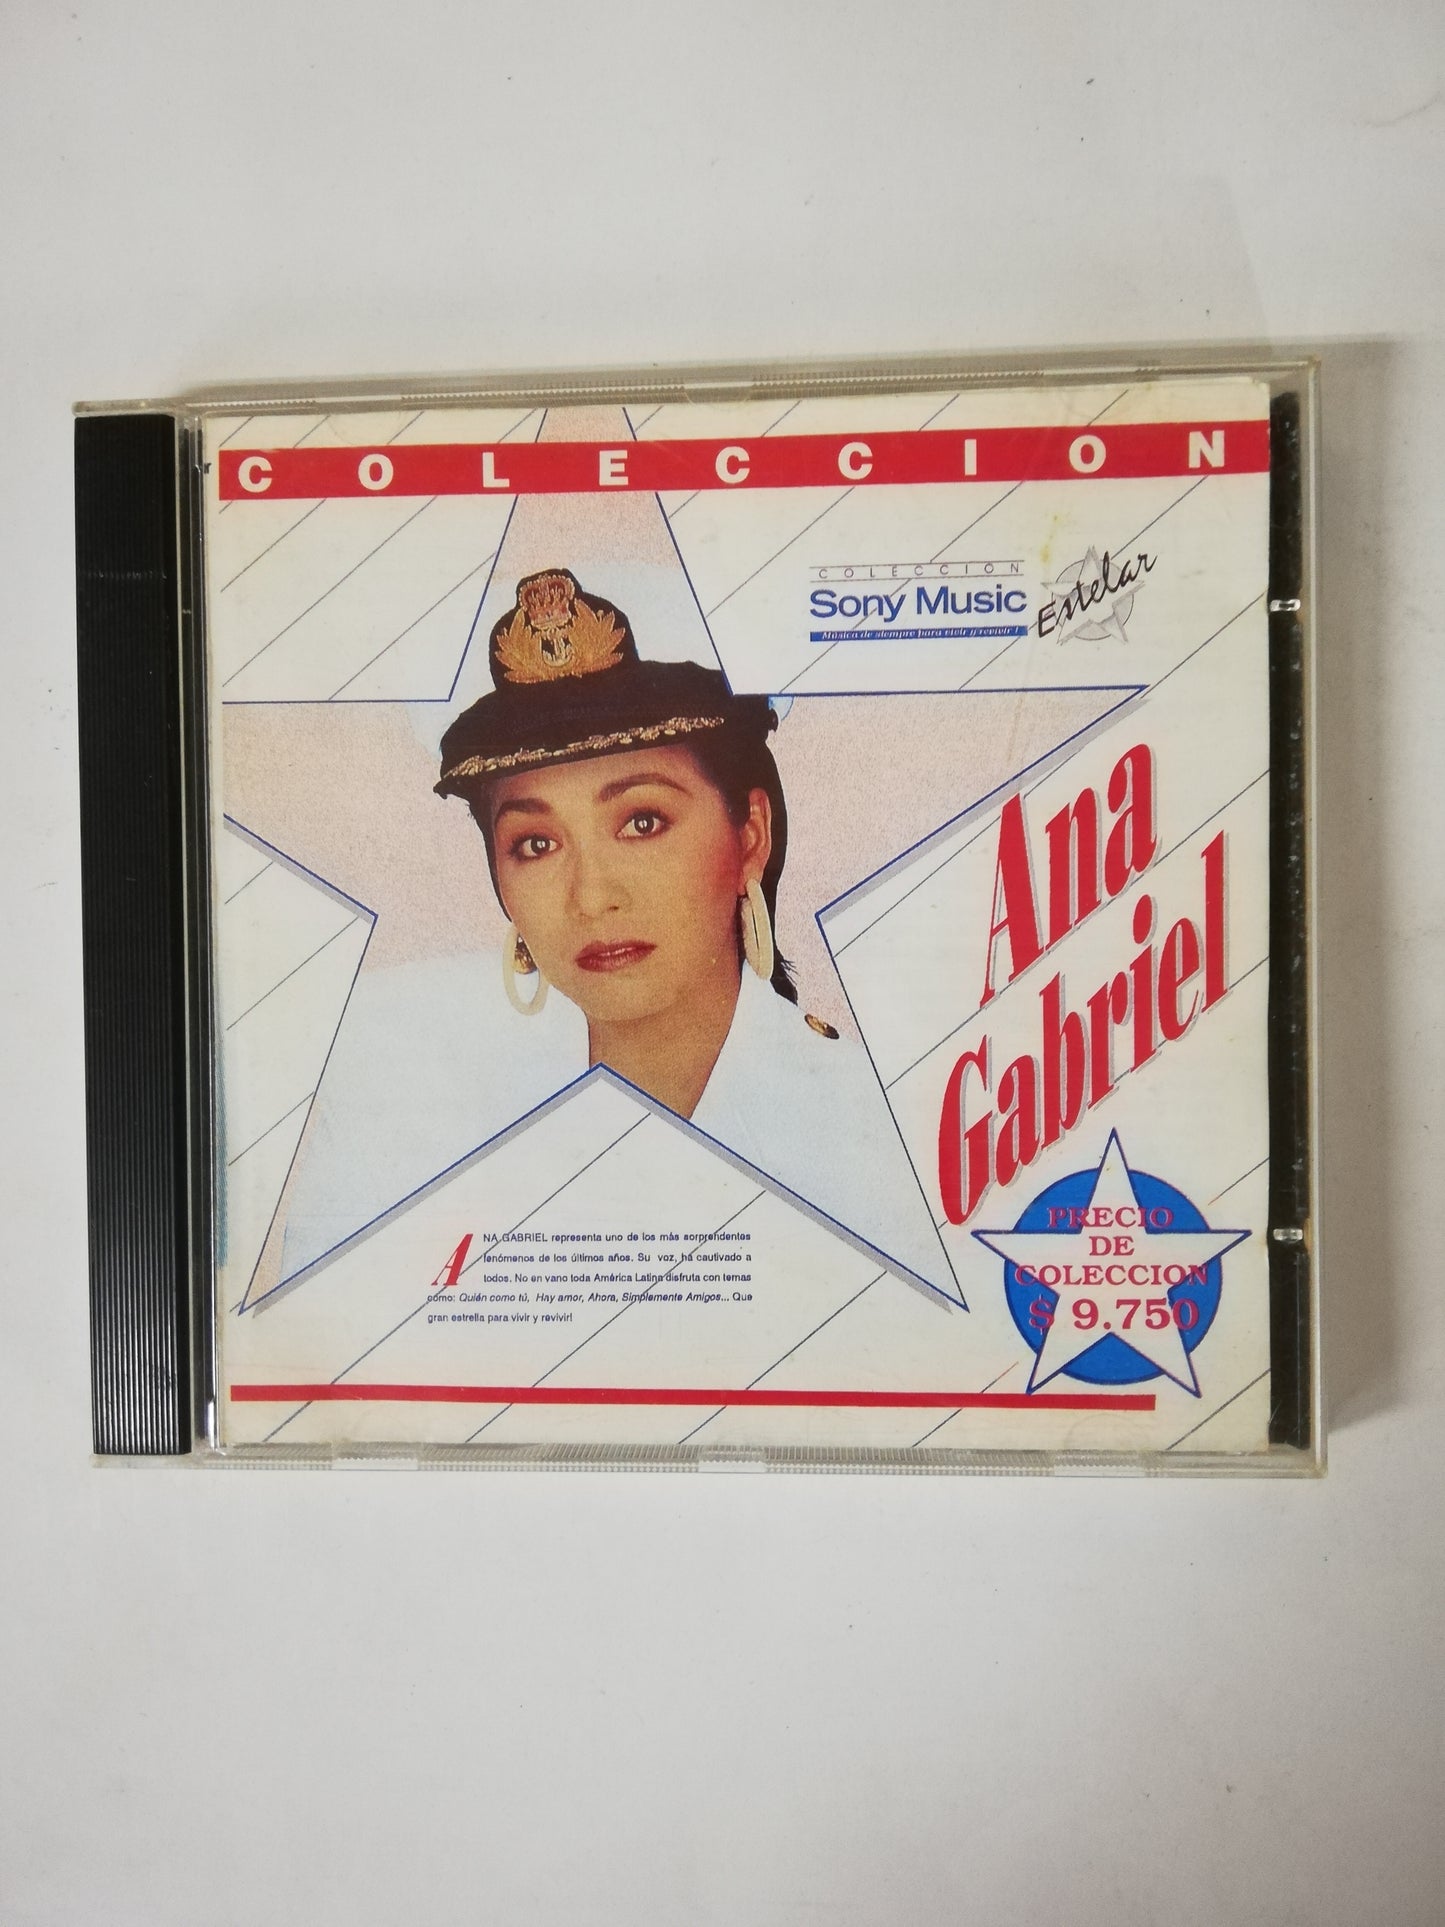 COLECCION
COLECCION
Sony Music
Música de siempre para vivir y revivir!
Estelar
Ana
Gabriel
ANA GABRIEL representa uno de los más sorprendentes
fenómenos de los últimos años. Su voz, ha cautivado a
todos. No en vano toda América Latina disfruta con temas
como: Quién como tú, Hay amor, Ahora, Simplemente Amigos... Que
gran estrella para vivir y revivir!
PRECIO
DE
COLECCION
$ 9.750